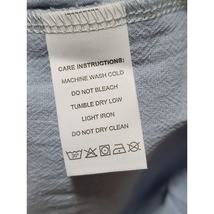 CARE INSTRUCTIONS:
MACHINE WASH COLD
DO NOT BLEACH
TUMBLE DRY LOW
LIGHT IRON
DO NOT DRY CLEAN